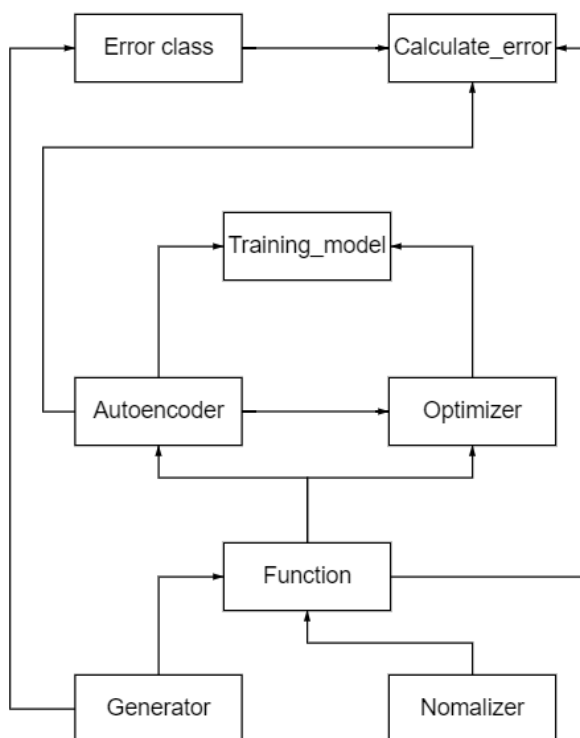 Error class
Calculate_error
Training_model
Autoencoder
Optimizer
Function
Generator
Nomalizer